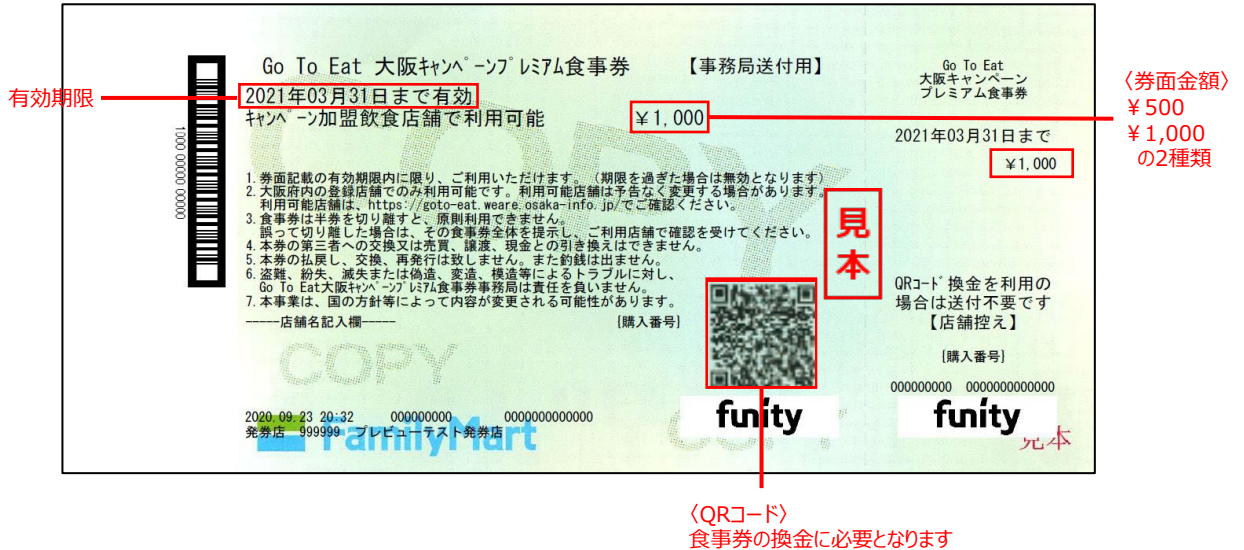 有効期限
Go To Eat 大阪ｷｬﾝﾍﾟｰﾝﾌﾟﾚﾐｱﾑ食事券 【事務局送付用】
2021年03月31日まで有効
ｷｬﾝﾍﾟｰﾝ加盟飲食店舗で利用可能 ¥1,000
1000 00000 00000
1. 券面記載の有効期限内に限り、ご利用いただけます。（期限を過ぎた場合は無効となります）
2. 大阪府内の登録店舗でのみ利用可能です。利用可能店舗は予告なく変更する場合があります。
利用可能店舗は、https://goto-eat.weare.osaka-info.jp/でご確認ください。
3. 食事券は半券を切り離すと、原則利用できません。
誤って切り離した場合は、その食事券全体を提示し、ご利用店舗で確認を受けてください。
4. 本券の第三者への交換又は売買、譲渡、現金との引き換えはできません。
5. 本券の払戻し、交換、再発行は致しません。また釣銭は出ません。
6. 盗難、紛失、滅失または偽造、変造、模造等によるトラブルに対し、
Go To Eat大阪ｷｬﾝﾍﾟｰﾝﾌﾟﾚﾐｱﾑ食事券事務局は責任を負いません。
7. 本事業は、国の方針等によって内容が変更される可能性があります。
-----店舗名記入欄----- [購入番号]
COPY
COPY
COPY
見本
2020.09.23 20:32 000000000 0000000000000
発券店 999999 プレビューテスト発券店
FamilyMart
funity
Go To Eat
大阪キャンペーン
プレミアム食事券
2021年03月31日まで
¥1,000
QRｺｰﾄﾞ換金を利用の
場合は送付不要です
【店舗控え】
[購入番号]
000000000 0000000000000
funity
見本
〈券面金額〉
￥500
￥1,000
の2種類
〈QRコード〉
食事券の換金に必要となります